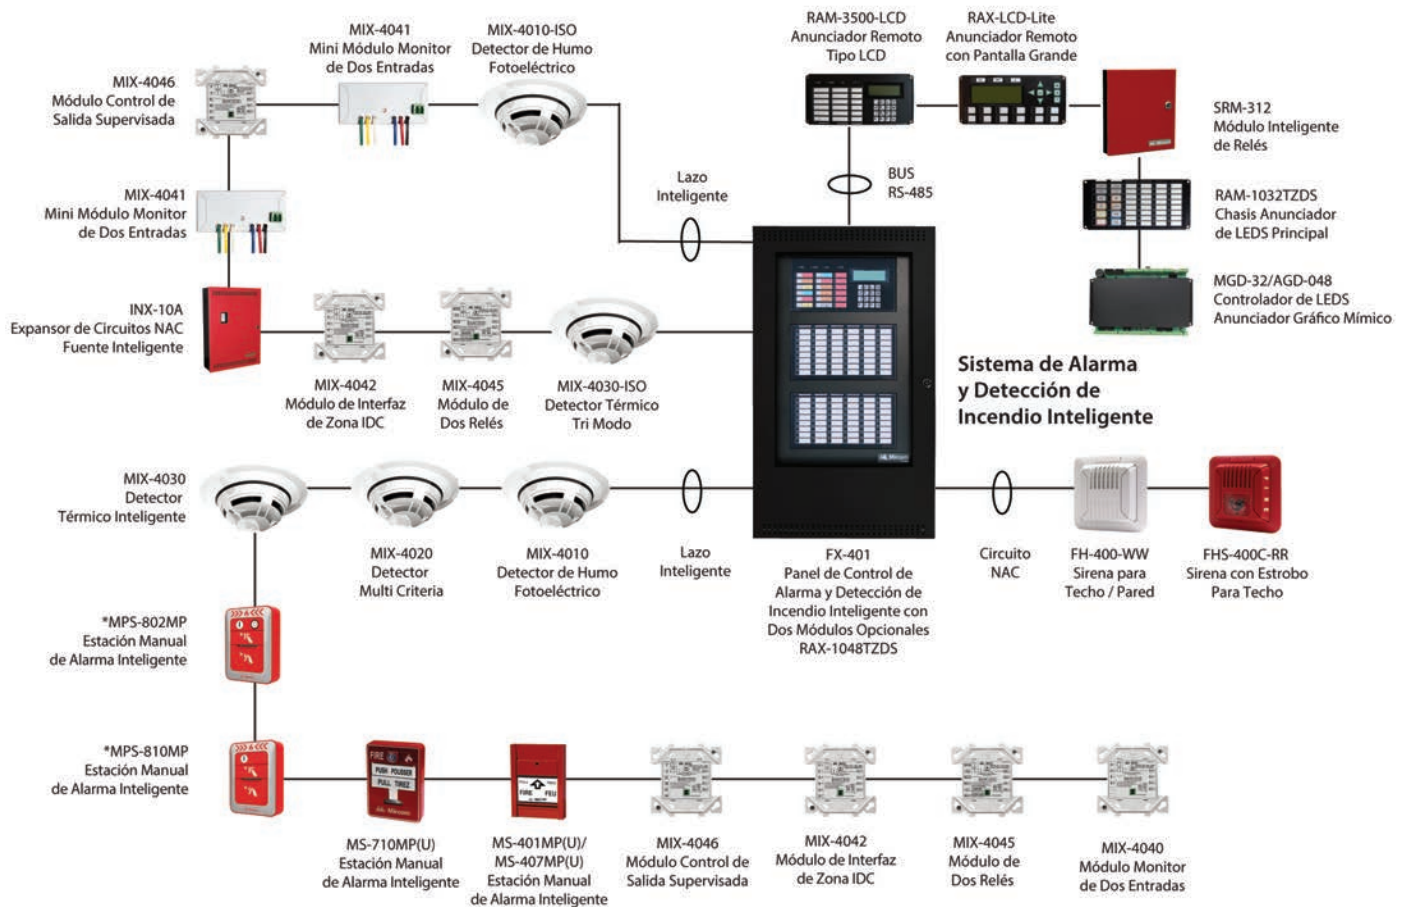 MIX-4046
Módulo Control de
Salida Supervisada
MIX-4041
Mini Módulo Monitor
de Dos Entradas
MIX-4010-ISO
Detector de Humo
Fotoeléctrico
RAM-3500-LCD
Anunciador Remoto
Tipo LCD
RAX-LCD-Lite
Anunciador Remoto
con Pantalla Grande
SRM-312
Módulo Inteligente
de Relés
Lazo
Inteligente
BUS
RS-485
MIX-4041
Mini Módulo Monitor
de Dos Entradas
RAM-1032TZDS
Chasis Anunciador
de LEDS Principal
MGD-32/AGD-048
Controlador de LEDS
Anunciador Gráfico Mímico
INX-10A
Expansor de Circuitos NAC
Fuente Inteligente
MIX-4042
Módulo de Interfaz
de Zona IDC
MIX-4045
Módulo de
Dos Relés
MIX-4030-ISO
Detector Térmico
Tri Modo
Sistema de Alarma
y Detección de
Incendio Inteligente
MIX-4030
Detector
Térmico Inteligente
MIX-4020
Detector
Multi Criteria
MIX-4010
Detector de Humo
Fotoeléctrico
Lazo
Inteligente
FX-401
Panel de Control de
Alarma y Detección de
Incendio Inteligente con
Dos Módulos Opcionales
RAX-1048TZDS
Circuito
NAC
FH-400-WW
Sirena para
Techo / Pared
FHS-400C-RR
Sirena con Estrobo
Para Techo
*MPS-802MP
Estación Manual
de Alarma Inteligente
*MPS-810MP
Estación Manual
de Alarma Inteligente
FIRE
PUSH POUSSER
PULL TIREZ
Mircom
FIRE FEU
MS-710MP(U)
Estación Manual
de Alarma Inteligente
MS-401MP(U)/
MS-407MP(U)
Estación Manual
de Alarma Inteligente
MIX-4046
Módulo Control de
Salida Supervisada
MIX-4042
Módulo de Interfaz
de Zona IDC
MIX-4045
Módulo de
Dos Relés
MIX-4040
Módulo Monitor
de Dos Entradas